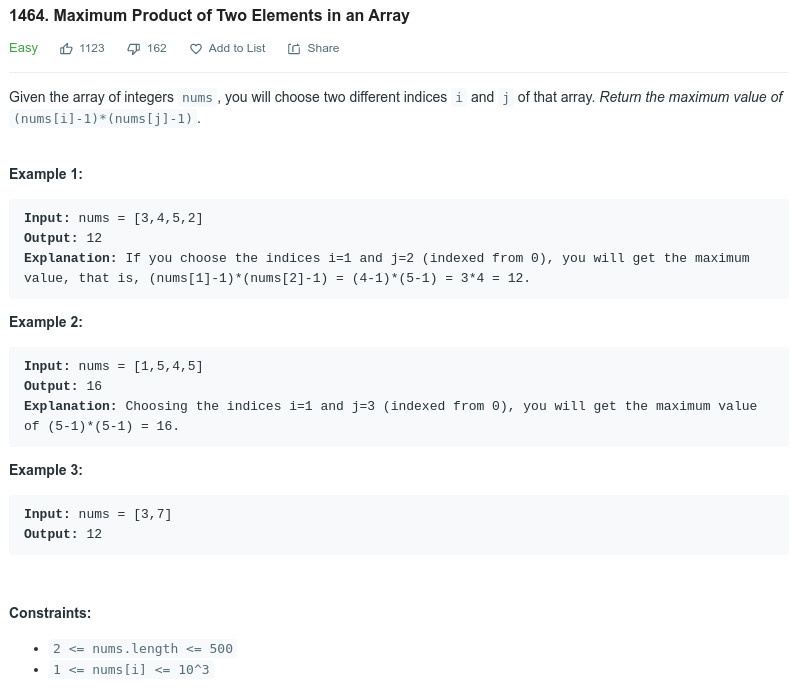 1464. Maximum Product of Two Elements in an Array
Easy 1123 162 Add to List Share
Given the array of integers nums , you will choose two different indices i and j of that array. Return the maximum value of
(nums[i]-1)*(nums[j]-1) .
Example 1:
Input: nums = [3,4,5,2]
Output: 12
Explanation: If you choose the indices i=1 and j=2 (indexed from 0), you will get the maximum
value, that is, (nums[1]-1)*(nums[2]-1) = (4-1)*(5-1) = 3*4 = 12.
Example 2:
Input: nums = [1,5,4,5]
Output: 16
Explanation: Choosing the indices i=1 and j=3 (indexed from 0), you will get the maximum value
of (5-1)*(5-1) = 16.
Example 3:
Input: nums = [3,7]
Output: 12
Constraints:
• 2 <= nums.length <= 500
• 1 <= nums[i] <= 10^3